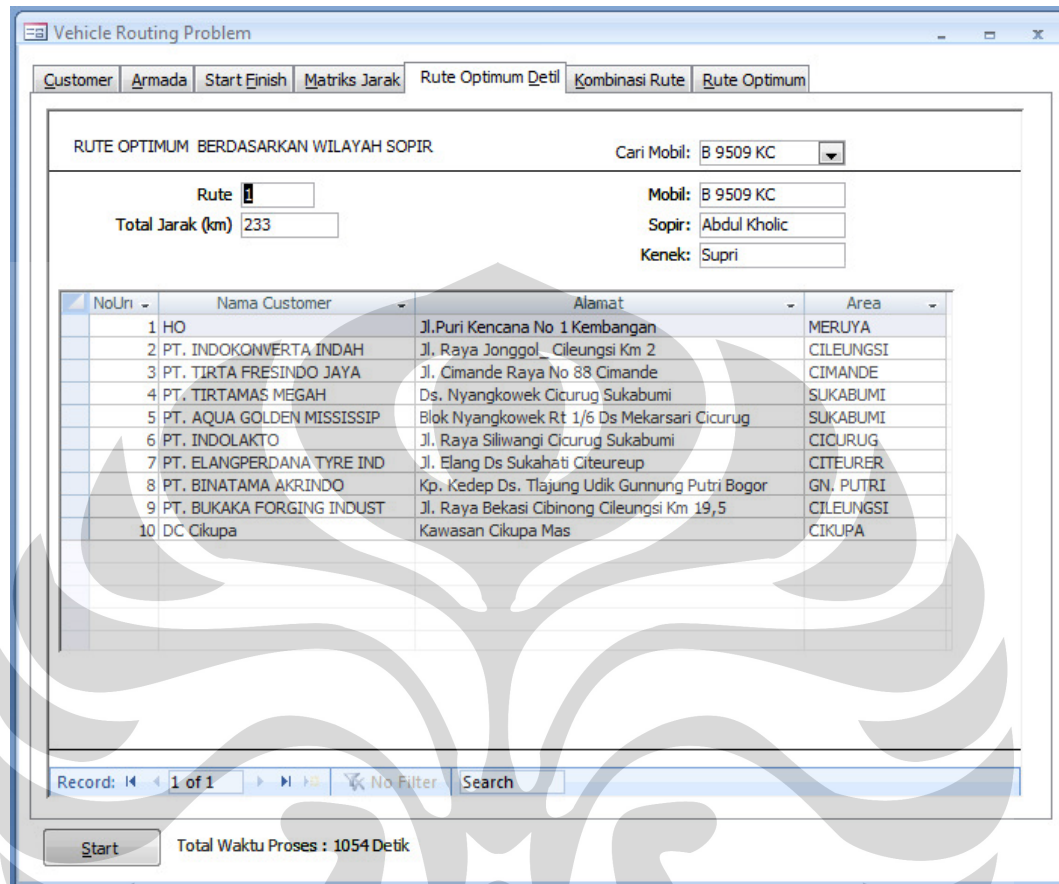 Vehicle Routing Problem
Customer Armada Start Finish Matriks Jarak Rute Optimum Detil Kombinasi Rute Rute Optimum
RUTE OPTIMUM BERDASARKAN WILAYAH SOPIR Cari Mobil: B 9509 KC
Rute 1 Mobil: B 9509 KC
Total Jarak (km) 233 Sopir: Abdul Kholic
Kenek: Supri
NoUri Nama Customer Alamat Area
1 HO Jl.Puri Kencana No 1 Kembangan MERUYA
2 PT. INDOKONVERTA INDAH Jl. Raya Jonggol_ Cileungsi Km 2 CILEUNGSI
3 PT. TIRTA FRESINDO JAYA Jl. Cimande Raya No 88 Cimande CIMANDE
4 PT. TIRTAMAS MEGAH Ds. Nyangkowek Cicurug Sukabumi SUKABUMI
5 PT. AQUA GOLDEN MISSISSIP Blok Nyangkowek Rt 1/6 Ds Mekarsari Cicurug SUKABUMI
6 PT. INDOLAKTO Jl. Raya Siliwangi Cicurug Sukabumi CICURUG
7 PT. ELANGPERDANA TYRE IND Jl. Elang Ds Sukahati Citeureup CITEURER
8 PT. BINATAMA AKRINDO Kp. Kedep Ds. Tlajung Udik Gunnung Putri Bogor GN. PUTRI
9 PT. BUKAKA FORGING INDUST Jl. Raya Bekasi Cibinong Cileungsi Km 19,5 CILEUNGSI
10 DC Cikupa Kawasan Cikupa Mas CIKUPA
Record: 1 of 1 No Filter Search
Start Total Waktu Proses : 1054 Detik